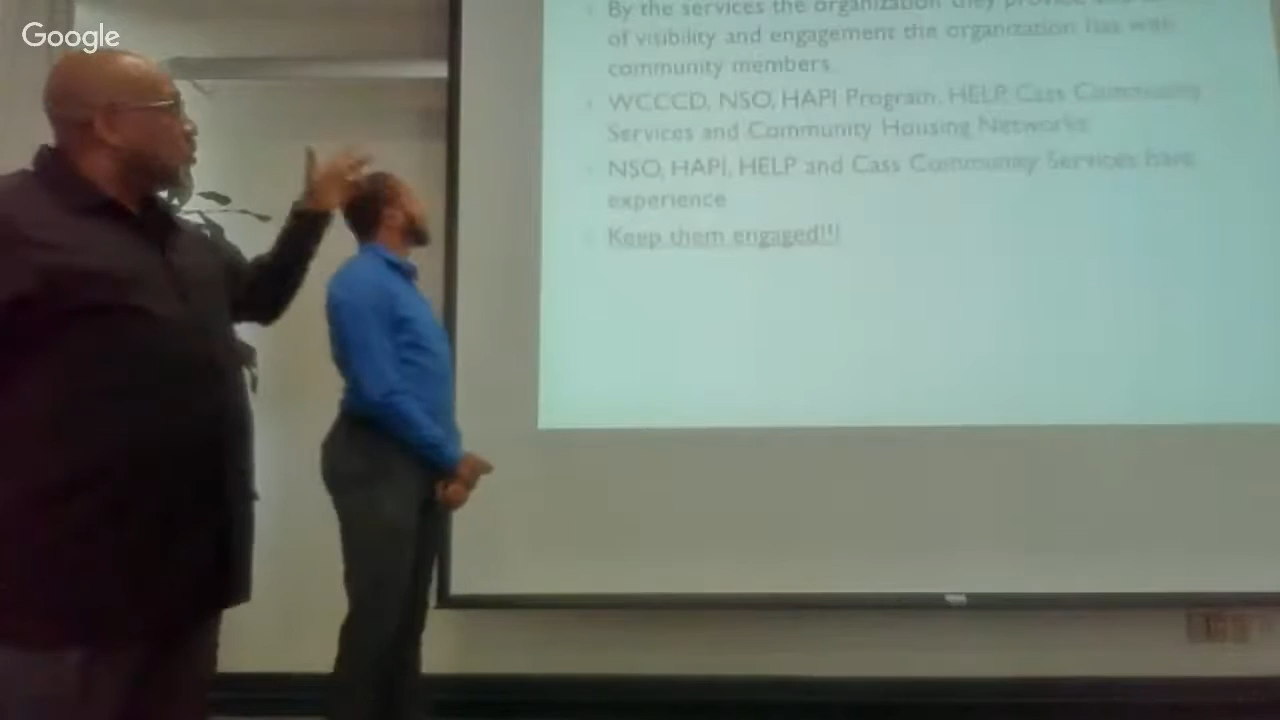 Google
By the services the organization they provide and
of visibility and engagement the organization has with
community members
WCCCD, NSO, HAPI Program, HELP, Cass Community
Services and Community Housing Networks
NSO, HAPI, HELP and Cass Community Services have
experience
Keep them engaged!!!